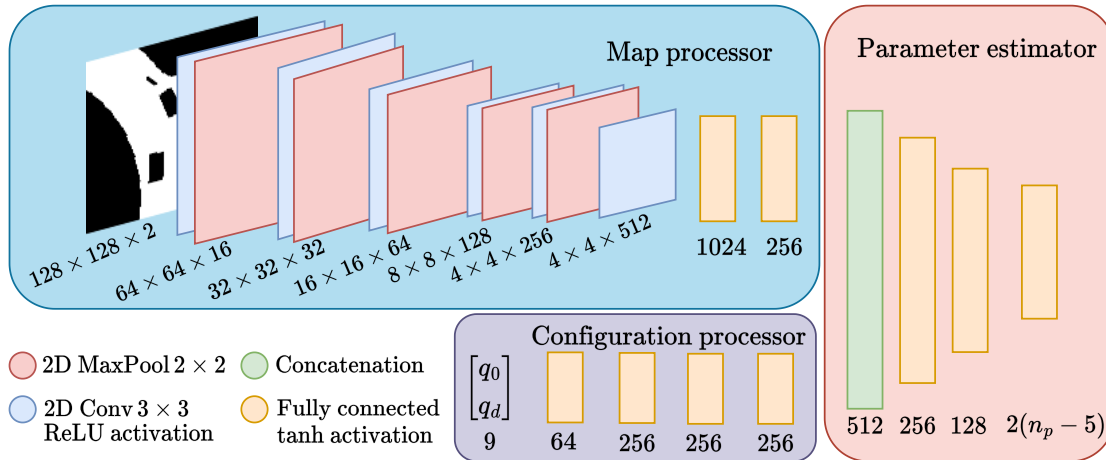 Map processor
128 × 128 × 2
64 × 64 × 16
32 × 32 × 32
16 × 16 × 64
8 × 8 × 128
4 × 4 × 256
4 × 4 × 512
1024
256
Parameter estimator
512
256
128
2(n_p − 5)
2D MaxPool 2 × 2
2D Conv 3 × 3
ReLU activation
Concatenation
Fully connected
tanh activation
Configuration processor
[q_0
q_d]
9
64
256
256
256